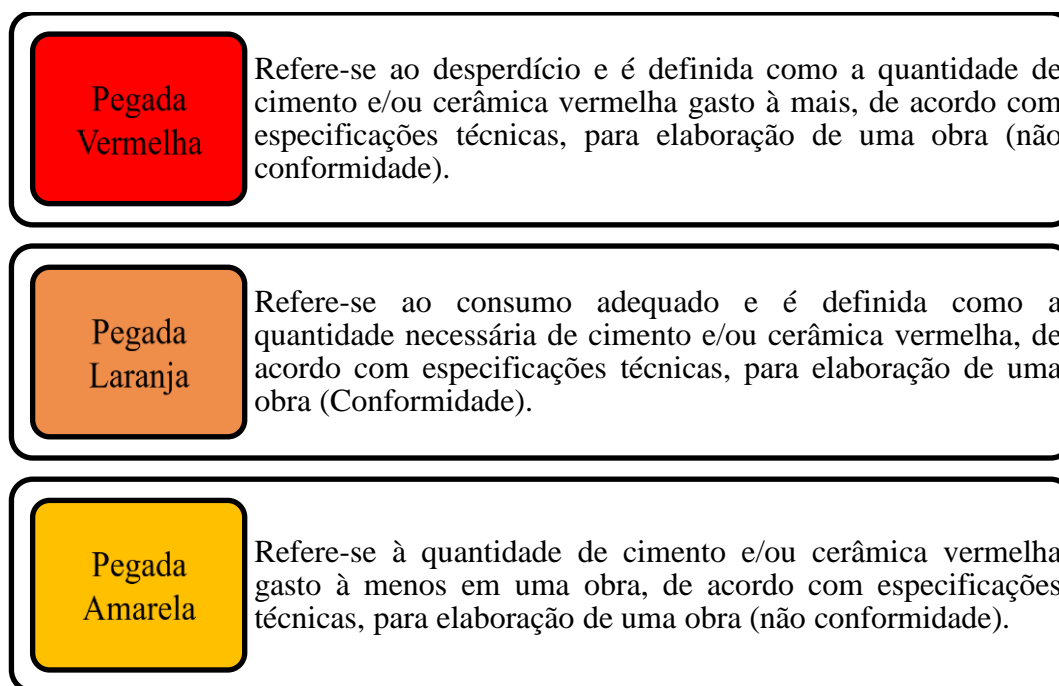 Pegada
Vermelha
Refere-se ao desperdício e é definida como a quantidade de
cimento e/ou cerâmica vermelha gasto à mais, de acordo com
especificações técnicas, para elaboração de uma obra (não
conformidade).
Pegada
Laranja
Refere-se ao consumo adequado e é definida como a
quantidade necessária de cimento e/ou cerâmica vermelha, de
acordo com especificações técnicas, para elaboração de uma
obra (Conformidade).
Pegada
Amarela
Refere-se à quantidade de cimento e/ou cerâmica vermelha
gasto à menos em uma obra, de acordo com especificações
técnicas, para elaboração de uma obra (não conformidade).